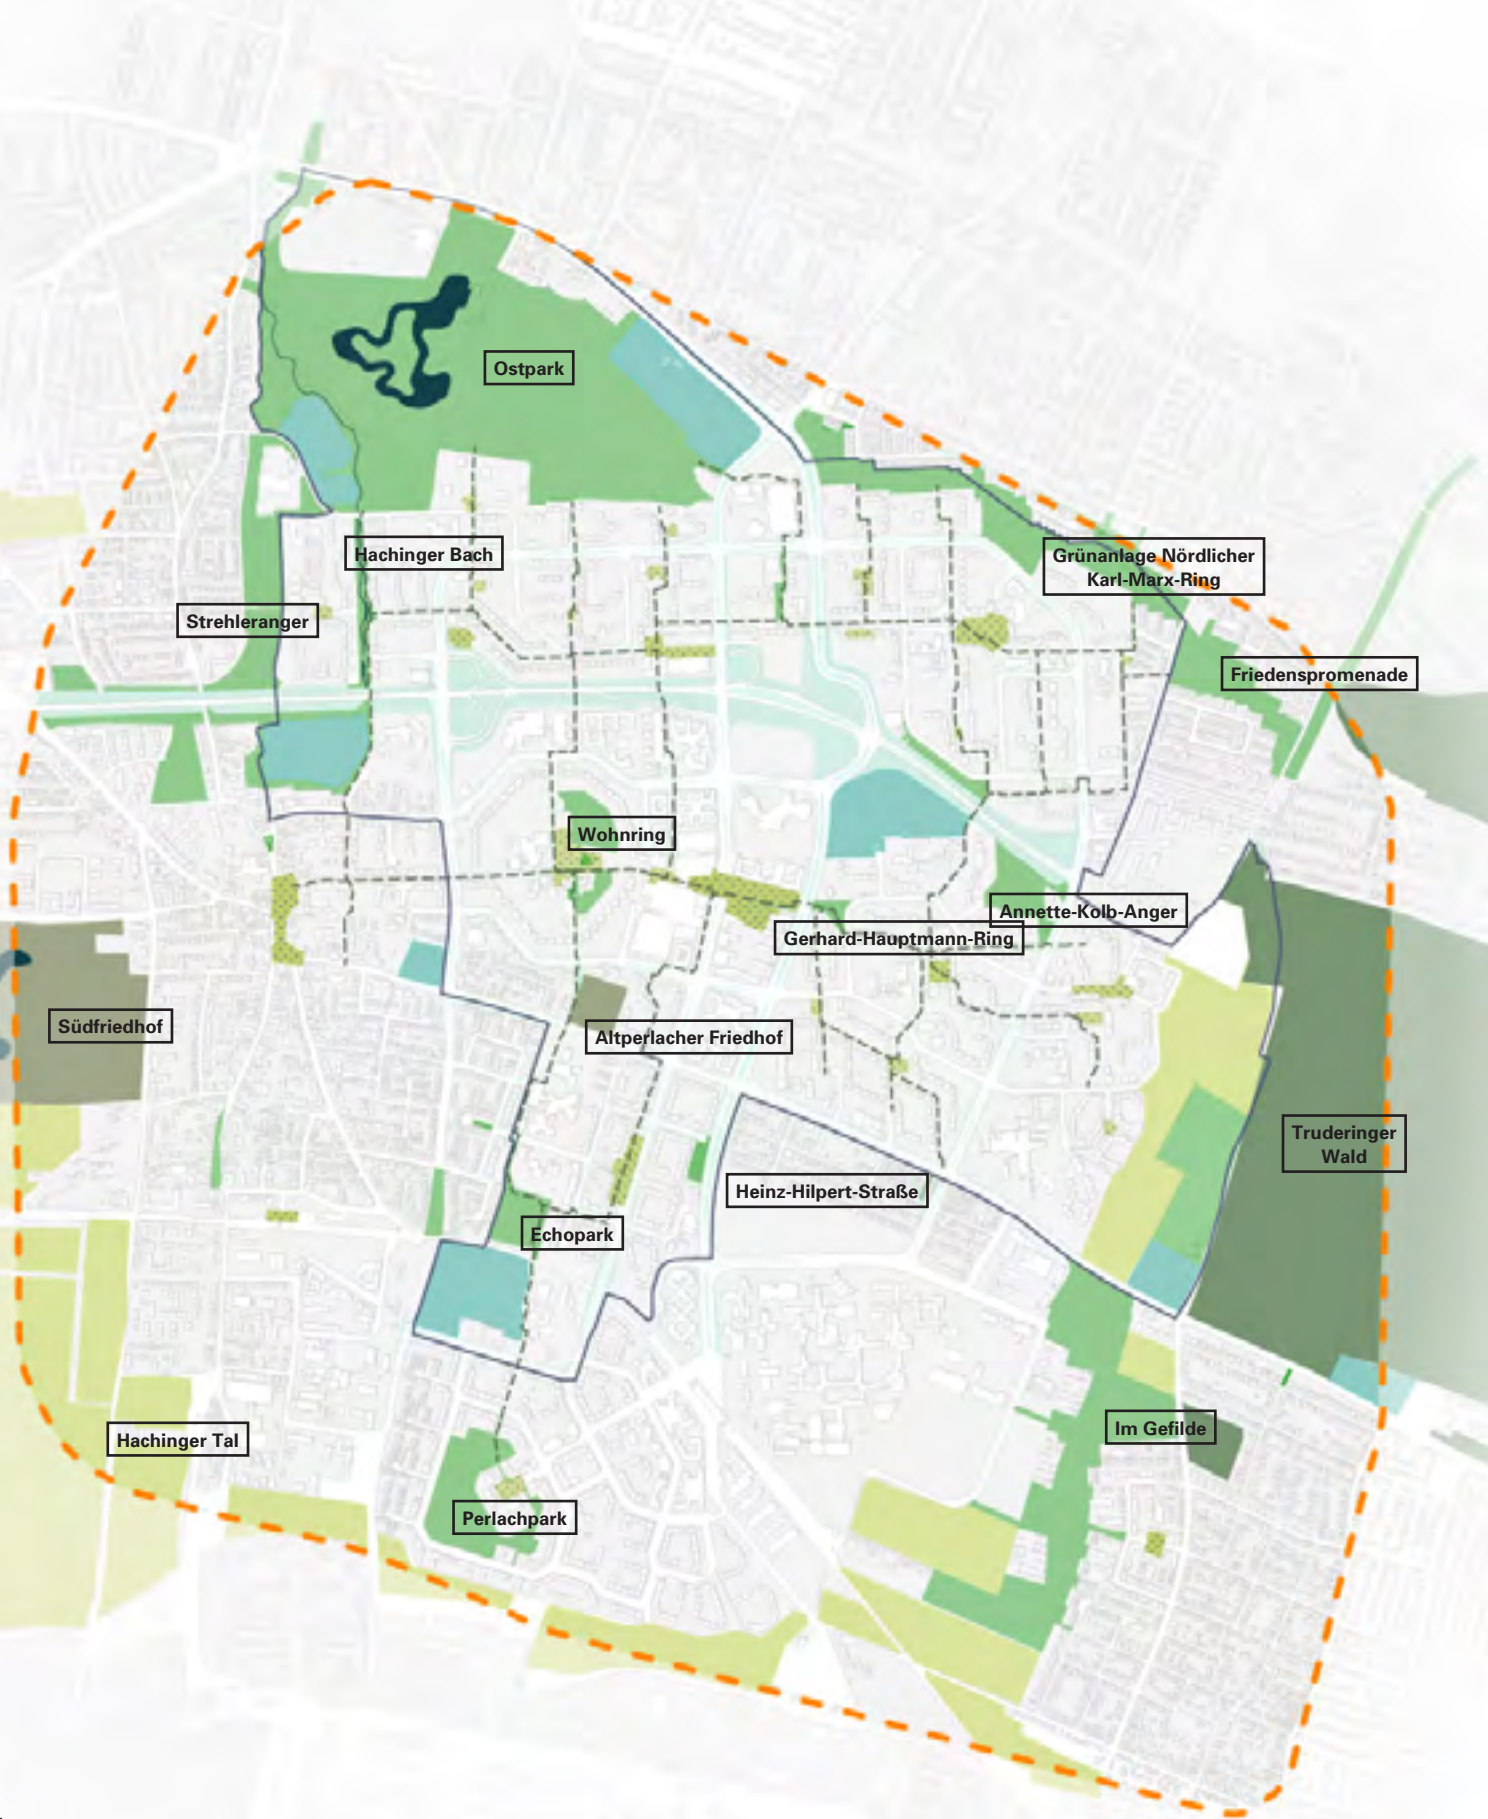 Ostpark
Hachinger Bach
Grünanlage Nördlicher
Karl-Marx-Ring
Strehleranger
Friedenspromenade
Wohnring
Annette-Kolb-Anger
Gerhard-Hauptmann-Ring
Südfriedhof
Altperlacher Friedhof
Truderinger
Wald
Heinz-Hilpert-Straße
Echopark
Im Gefilde
Hachinger Tal
Perlachpark